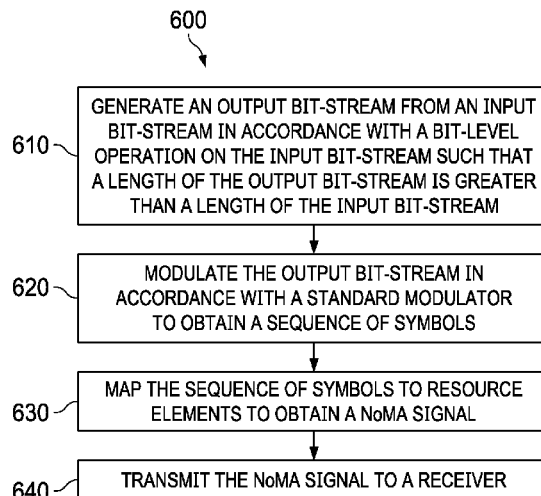 600
610
GENERATE AN OUTPUT BIT-STREAM FROM AN INPUT
BIT-STREAM IN ACCORDANCE WITH A BIT-LEVEL
OPERATION ON THE INPUT BIT-STREAM SUCH THAT
A LENGTH OF THE OUTPUT BIT-STREAM IS GREATER
THAN A LENGTH OF THE INPUT BIT-STREAM
620
MODULATE THE OUTPUT BIT-STREAM IN
ACCORDANCE WITH A STANDARD MODULATOR
TO OBTAIN A SEQUENCE OF SYMBOLS
630
MAP THE SEQUENCE OF SYMBOLS TO RESOURCE
ELEMENTS TO OBTAIN A NoMA SIGNAL
640
TRANSMIT THE NoMA SIGNAL TO A RECEIVER